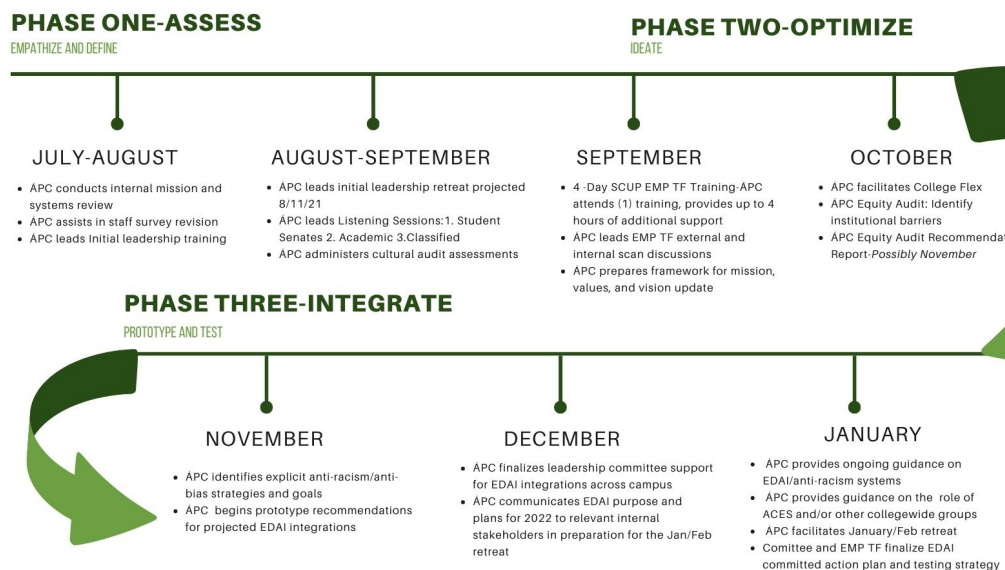 PHASE ONE-ASSESS
EMPATHIZE AND DEFINE
PHASE TWO-OPTIMIZE
IDEATE
JULY-AUGUST
• ÁPC conducts internal mission and
systems review
• ÁPC assists in staff survey revision
• ÁPC leads Initial leadership training
AUGUST-SEPTEMBER
• ÁPC leads initial leadership retreat projected
8/11/21
• ÁPC leads Listening Sessions:1. Student
Senates 2. Academic 3.Classified
• ÁPC administers cultural audit assessments
SEPTEMBER
• 4 -Day SCUP EMP TF Training-ÁPC
attends (1) training, provides up to 4
hours of additional support
• ÁPC leads EMP TF external and
internal scan discussions
• ÁPC prepares framework for mission,
values, and vision update
OCTOBER
• ÁPC facilitates College Flex
• ÁPC Equity Audit: Identify
institutional barriers
• ÁPC Equity Audit Recommendat
Report-Possibly November
PHASE THREE-INTEGRATE
PROTOTYPE AND TEST
NOVEMBER
• ÁPC identifies explicit anti-racism/anti-
bias strategies and goals
• ÁPC begins prototype recommendations
for projected EDAI integrations
DECEMBER
• ÁPC finalizes leadership committee support
for EDAI integrations across campus
• ÁPC communicates EDAI purpose and
plans for 2022 to relevant internal
stakeholders in preparation for the Jan/Feb
retreat
JANUARY
• ÁPC provides ongoing guidance on
EDAI/anti-racism systems
• ÁPC provides guidance on the role of
ACES and/or other collegewide groups
• ÁPC facilitates January/Feb retreat
• Comittee and EMP TF finalize EDAI
committed action plan and testing strategy